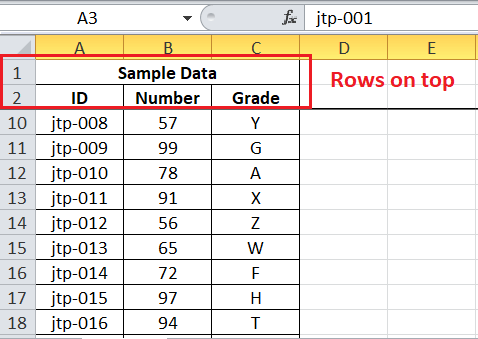 A3 fx jtp-001
A B C D E
1 Sample Data Rows on top
2 ID Number Grade
10 jtp-008 57 Y
11 jtp-009 99 G
12 jtp-010 78 A
13 jtp-011 91 X
14 jtp-012 56 Z
15 jtp-013 65 W
16 jtp-014 72 F
17 jtp-015 97 H
18 jtp-016 94 T